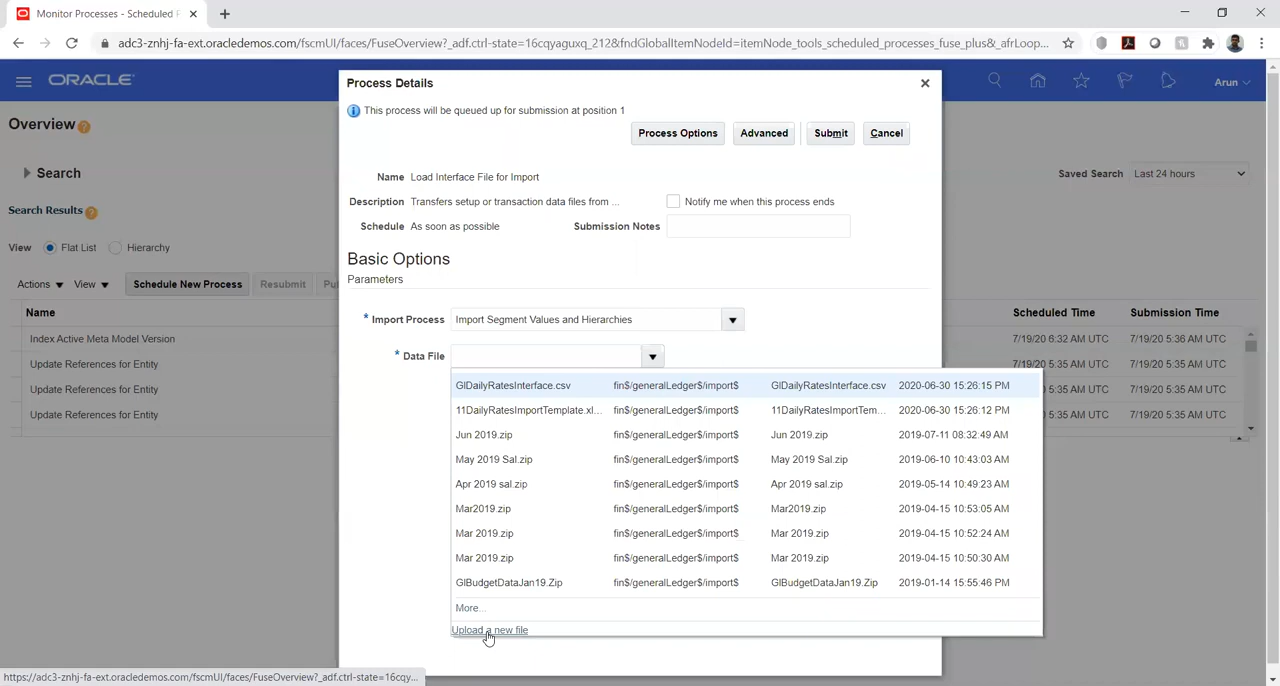 Monitor Processes - Scheduled P
adc3-znhj-fa-ext.oracledemos.com/fscmUI/faces/FuseOverview?_adf.ctrl-state=16cqyaguxq_212&fndGlobalItemNodeId=itemNode_tools_scheduled_processes_fuse_plus&_afrLoop...
ORACLE
Arun
Process Details
This process will be queued up for submission at position 1
Overview
Process Options Advanced Submit Cancel
Search
Saved Search Last 24 hours
Name Load Interface File for Import
Description Transfers setup or transaction data files from ...
Notify me when this process ends
Search Results
Schedule As soon as possible
Submission Notes
View Flat List Hierarchy
Basic Options
Parameters
Actions View Schedule New Process Resubmit Pu
Name
Scheduled Time Submission Time
* Import Process Import Segment Values and Hierarchies
Index Active Meta Model Version
7/19/20 6:32 AM UTC 7/19/20 5:36 AM UTC
* Data File
Update References for Entity
5:35 AM UTC 7/19/20 5:35 AM UTC
Update References for Entity
5:35 AM UTC 7/19/20 5:35 AM UTC
Update References for Entity
5:35 AM UTC 7/19/20 5:35 AM UTC
GlDailyRatesInterface.csv fin$/generalLedger$/import$ GlDailyRatesInterface.csv 2020-06-30 15:26:15 PM
11DailyRatesImportTemplate.xl... fin$/generalLedger$/import$ 11DailyRatesImportTem... 2020-06-30 15:26:12 PM
Jun 2019.zip fin$/generalLedger$/import$ Jun 2019.zip 2019-07-11 08:32:49 AM
May 2019 Sal.zip fin$/generalLedger$/import$ May 2019 Sal.zip 2019-06-10 10:43:03 AM
Apr 2019 sal.zip fin$/generalLedger$/import$ Apr 2019 sal.zip 2019-05-14 10:49:23 AM
Mar2019.zip fin$/generalLedger$/import$ Mar2019.zip 2019-04-15 10:53:05 AM
Mar 2019.zip fin$/generalLedger$/import$ Mar 2019.zip 2019-04-15 10:52:24 AM
Mar 2019.zip fin$/generalLedger$/import$ Mar 2019.zip 2019-04-15 10:50:30 AM
GlBudgetDataJan19.Zip fin$/generalLedger$/import$ GlBudgetDataJan19.Zip 2019-01-14 15:55:46 PM
More...
Upload a new file
https://adc3-znhj-fa-ext.oracledemos.com/fscmUI/faces/FuseOverview?_adf.ctrl-state=16cqy...